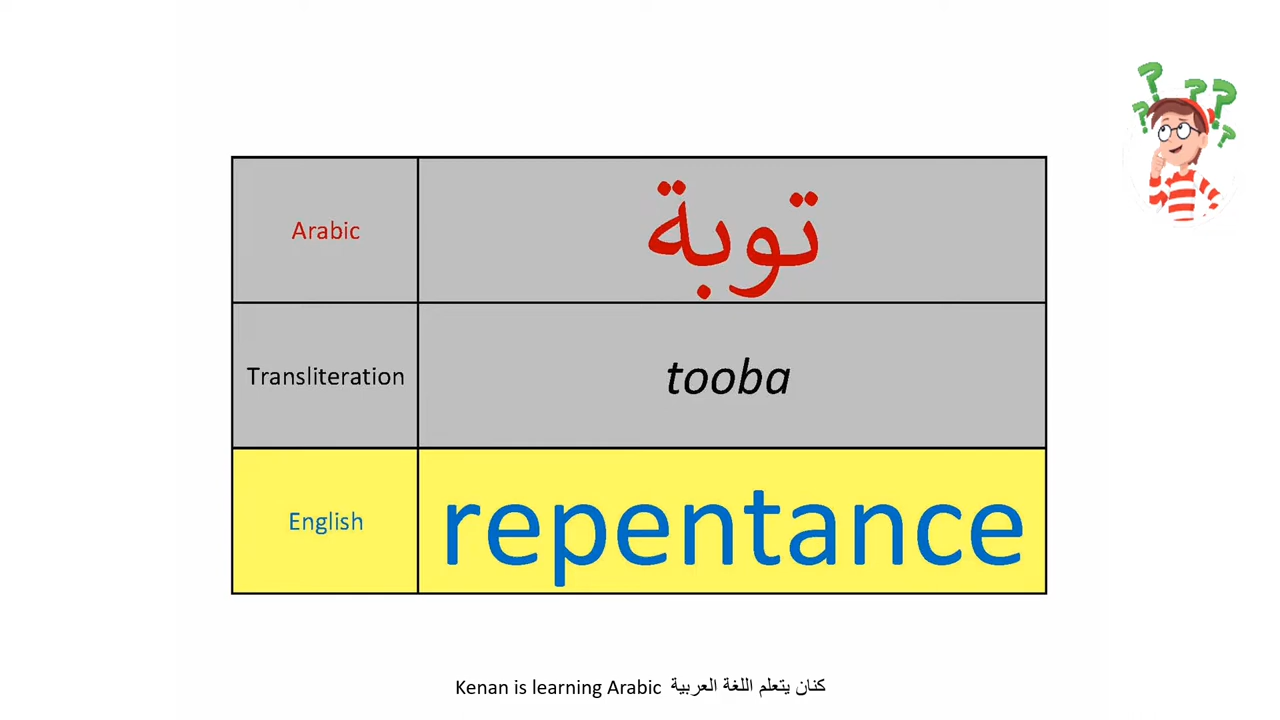 Arabic توبة
Transliteration tooba
English repentance
Kenan is learning Arabic كنان يتعلم اللغة العربية